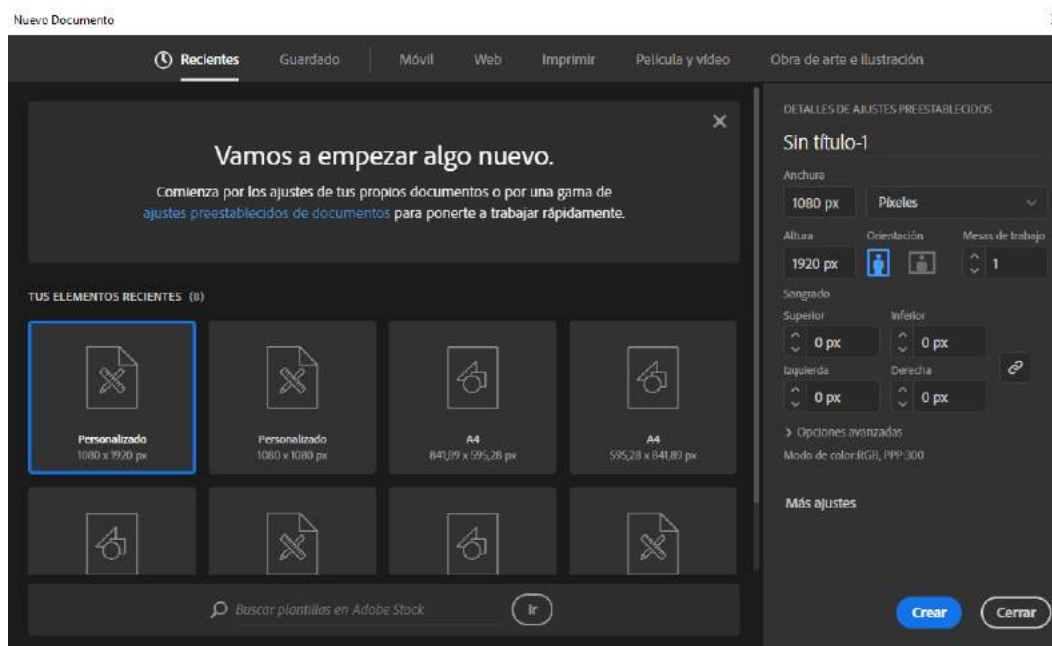 Nuevo Documento
Recientes Guardado Móvil Web Imprimir Película y vídeo Obra de arte e ilustración
Vamos a empezar algo nuevo.
Comienza por los ajustes de tus propios documentos o por una gama de
ajustes preestablecidos de documentos para ponerte a trabajar rápidamente.
TUS ELEMENTOS RECIENTES (8)
Personalizado
1080 x 1920 px
Personalizado
1080 x 1080 px
A4
841,89 x 595,28 px
A4
595,28 x 841,89 px
Buscar plantillas en Adobe Stock Ir
DETALLES DE AJUSTES PREESTABLECIDOS
Sin título-1
Anchura
1080 px Píxeles
Altura Orientación Mesas de trabajo
1920 px 1
Sangrado
Superior Inferior
0 px 0 px
Izquierda Derecha
0 px 0 px
> Opciones avanzadas
Modo de color:RGB, PPP:300
Más ajustes
Crear Cerrar